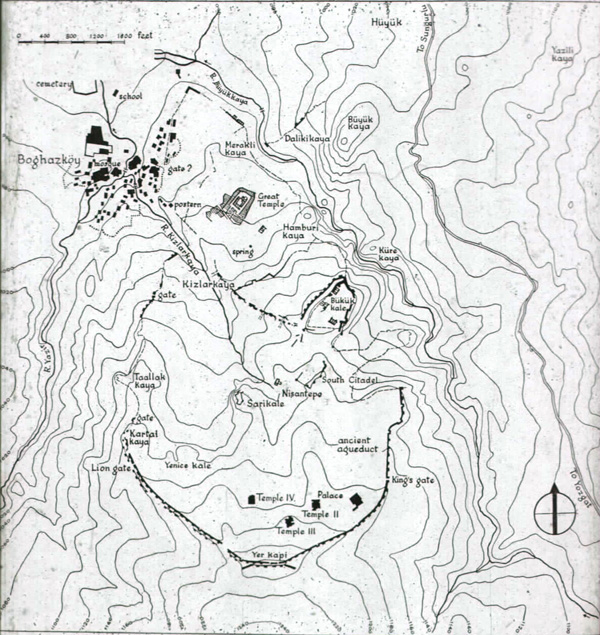 0 400 800 1200 1600 feet
Hüyük
To Sungurlu
Yazili
kaya
cemetery
school
R. Büyükkaya
Büyük
kaya
Dalikikaya
Merakli
kaya
Boghazköy
mosque
gate?
postern
Great
Temple
Hamburi
kaya
R. Kizlarkaya
spring
Küre
kaya
Kizlarkaya
gate
Bükük
kale
R. Yazir
Taallak
kaya
South Citadel
Nisantepe
Sarikale
gate
Kartal
kaya
ancient
aqueduct
Lion gate
Yenice kale
King's gate
To Yozgat
Temple IV
Palace
Temple II
Temple III
Yer kapi